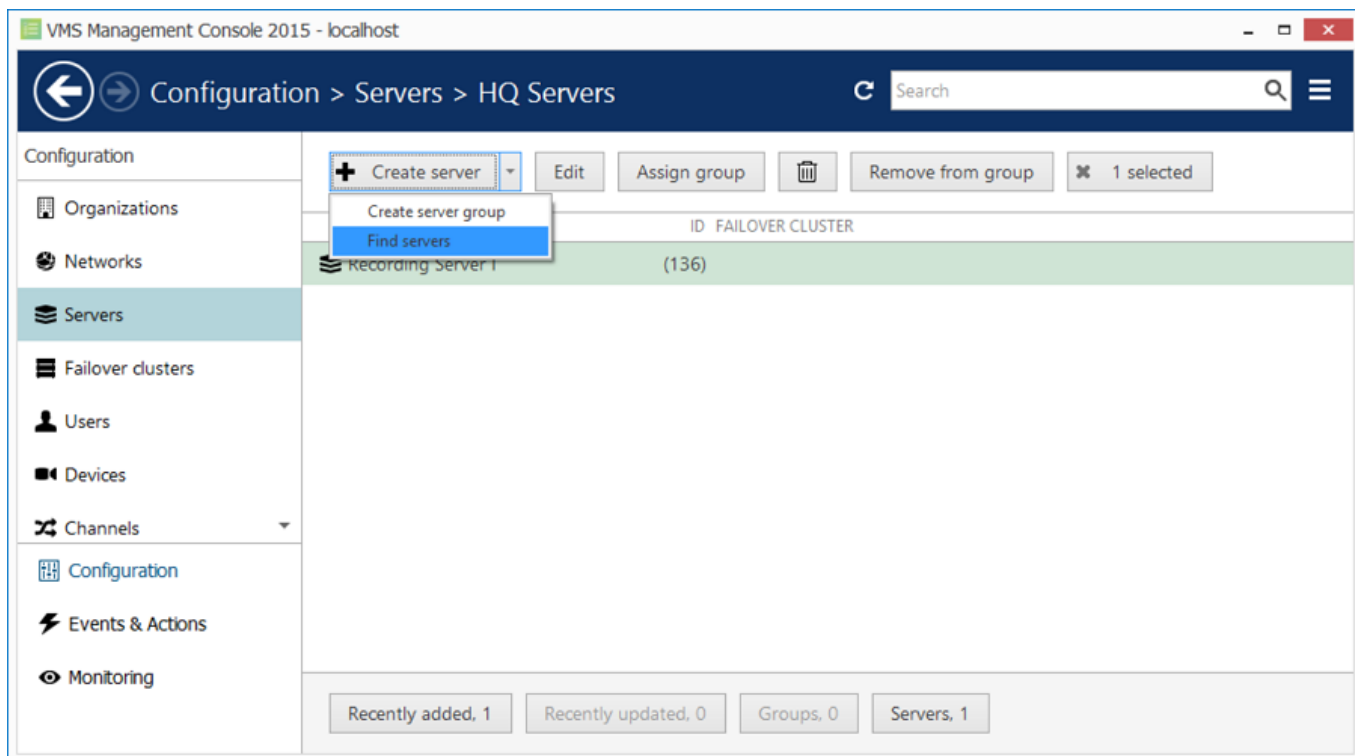 VMS Management Console 2015 - localhost
Configuration > Servers > HQ Servers
Search
Configuration
Organizations
Networks
Servers
Failover clusters
Users
Devices
Channels
Configuration
Events & Actions
Monitoring
Create server
Edit
Assign group
Remove from group
1 selected
Create server group
Find servers
ID FAILOVER CLUSTER
Recording Server 1 (136)
Recently added, 1
Recently updated, 0
Groups, 0
Servers, 1